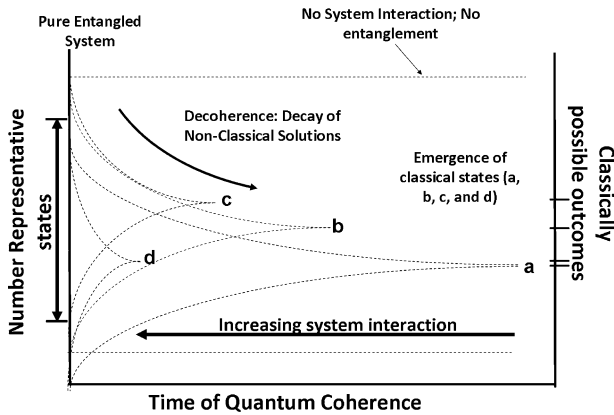 Pure Entangled
System
No System Interaction; No
entanglement
Decoherence: Decay of
Non-Classical Solutions
Emergence of
classical states (a,
b, c, and d)
c
b
d
a
Increasing system interaction
Number Representative
states
Classically
possible outcomes
Time of Quantum Coherence